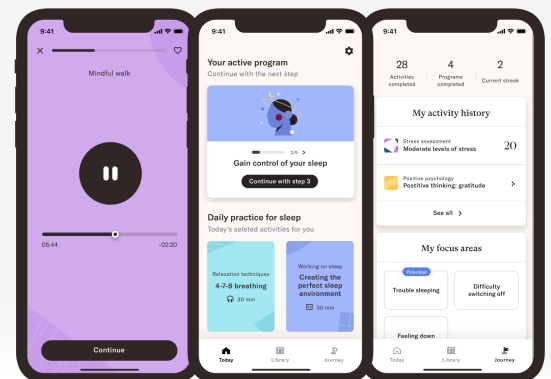 9:41
Mindful walk
05:44
-02:20
Continue
9:41
Your active program
Continue with the next step
2/5
Gain control of your sleep
Continue with step 3
Daily practice for sleep
Today's seleted activities for you
Relaxation techniques
4-7-8 breathing
20 min
Working on sleep
Creating the
perfect sleep
environment
30 min
Today
Library
Journey
9:41
28
Activities
completed
4
Programs
completed
2
Current streak
My activity history
Stress assessment
Moderate levels of stress
20
Positive psychology
Postitive thinking: gratitude
See all
My focus areas
Prioritied
Trouble sleeping
Difficulty
switching off
Feeling down
Today
Library
Journey